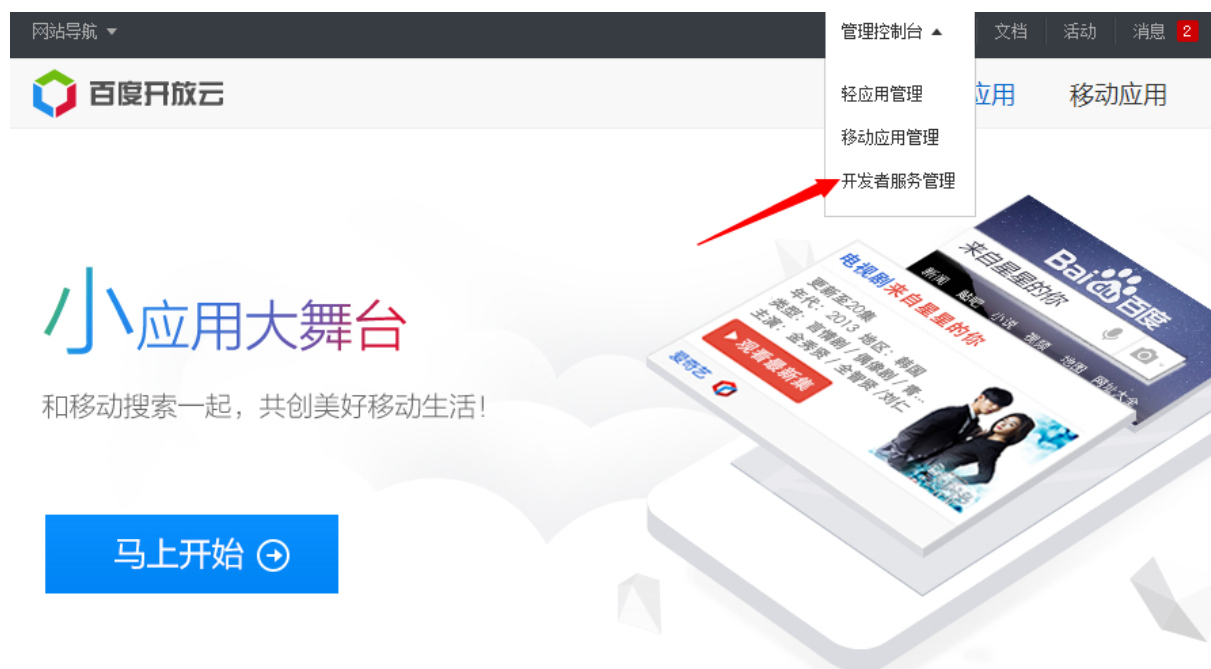 网站导航
管理控制台
文档
活动
消息 2
百度开放云
轻应用管理
移动应用管理
开发者服务管理
应用
移动应用
小应用大舞台
和移动搜索一起，共创美好移动生活！
马上开始
Baidu百度
来自星星的你
新闻 贴吧 小说 视频 地图 网址大全
电视剧来自星星的你
更新至20集
年代：2013 地区：韩国
类型：言情剧 / 偶像剧 / 青…
主演：金秀贤 / 全智贤 / 刘仁
观看最新集
爱奇艺